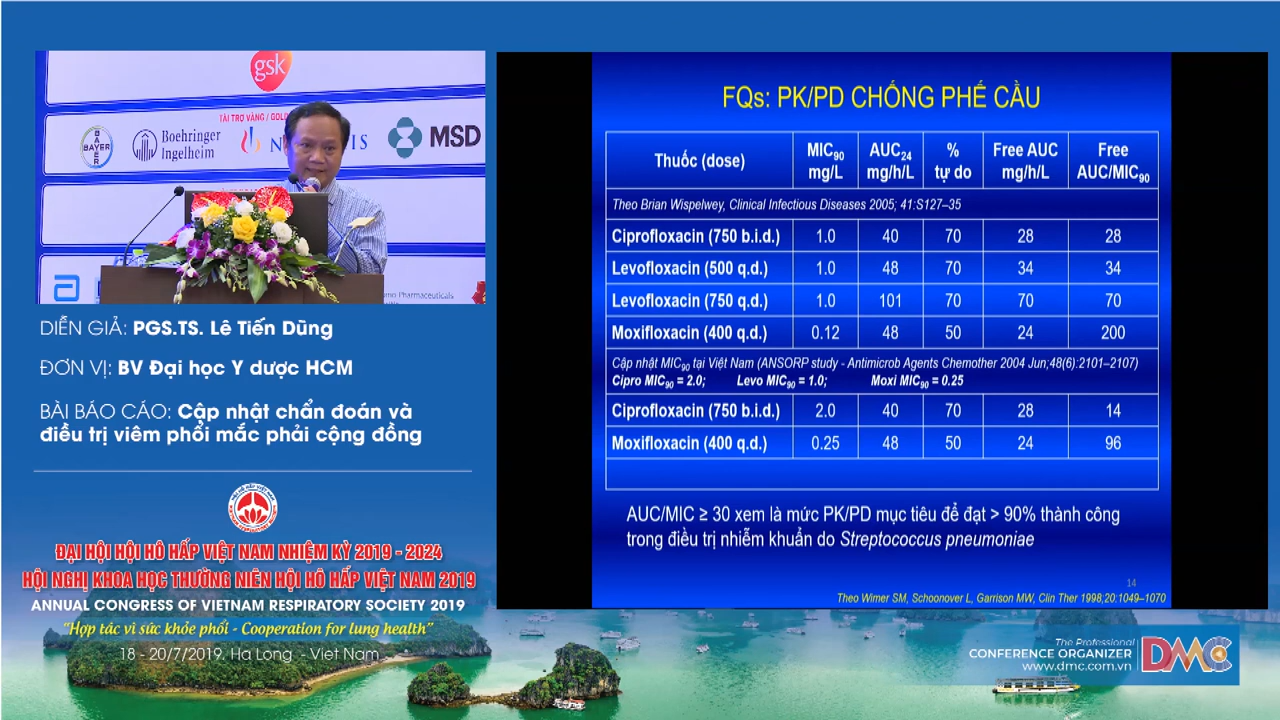 gsk
TÀI TRỢ VÀNG / GOLD
BAYER
BAYER
Boehringer
Ingelheim
MSD
Pharmaceuticals
DIỄN GIẢ: PGS.TS. Lê Tiến Dũng
ĐƠN VỊ: BV Đại học Y dược HCM
BÀI BÁO CÁO: Cập nhật chẩn đoán và
điều trị viêm phổi mắc phải cộng đồng
ĐẠI HỘI HỘI HÔ HẤP VIỆT NAM NHIỆM KỲ 2019 - 2024
HỘI NGHỊ KHOA HỌC THƯỜNG NIÊN HỘI HÔ HẤP VIỆT NAM 2019
ANNUAL CONGRESS OF VIETNAM RESPIRATORY SOCIETY 2019
“Hợp tác vì sức khỏe phổi - Cooperation for lung health”
18 - 20/7/2019. Ha Long - Viet Nam
FQs: PK/PD CHỐNG PHẾ CẦU
Thuốc (dose) MIC90 mg/L AUC24 mg/h/L % tự do Free AUC mg/h/L Free AUC/MIC90
Theo Brian Wispelwey, Clinical Infectious Diseases 2005; 41:S127–35
Ciprofloxacin (750 b.i.d.) 1.0 40 70 28 28
Levofloxacin (500 q.d.) 1.0 48 70 34 34
Levofloxacin (750 q.d.) 1.0 101 70 70 70
Moxifloxacin (400 q.d.) 0.12 48 50 24 200
Cập nhật MIC90 tại Việt Nam (ANSORP study - Antimicrob Agents Chemother 2004 Jun;48(6):2101–2107)
Cipro MIC90 = 2.0; Levo MIC90 = 1.0; Moxi MIC90 = 0.25
Ciprofloxacin (750 b.i.d.) 2.0 40 70 28 14
Moxifloxacin (400 q.d.) 0.25 48 50 24 96
AUC/MIC ≥ 30 xem là mức PK/PD mục tiêu để đạt > 90% thành công
trong điều trị nhiễm khuẩn do Streptococcus pneumoniae
14
Theo Wimer SM, Schoonover L, Garrison MW, Clin Ther 1998;20:1049–1070
The Professional
CONFERENCE ORGANIZER
www.dmc.com.vn
DMC